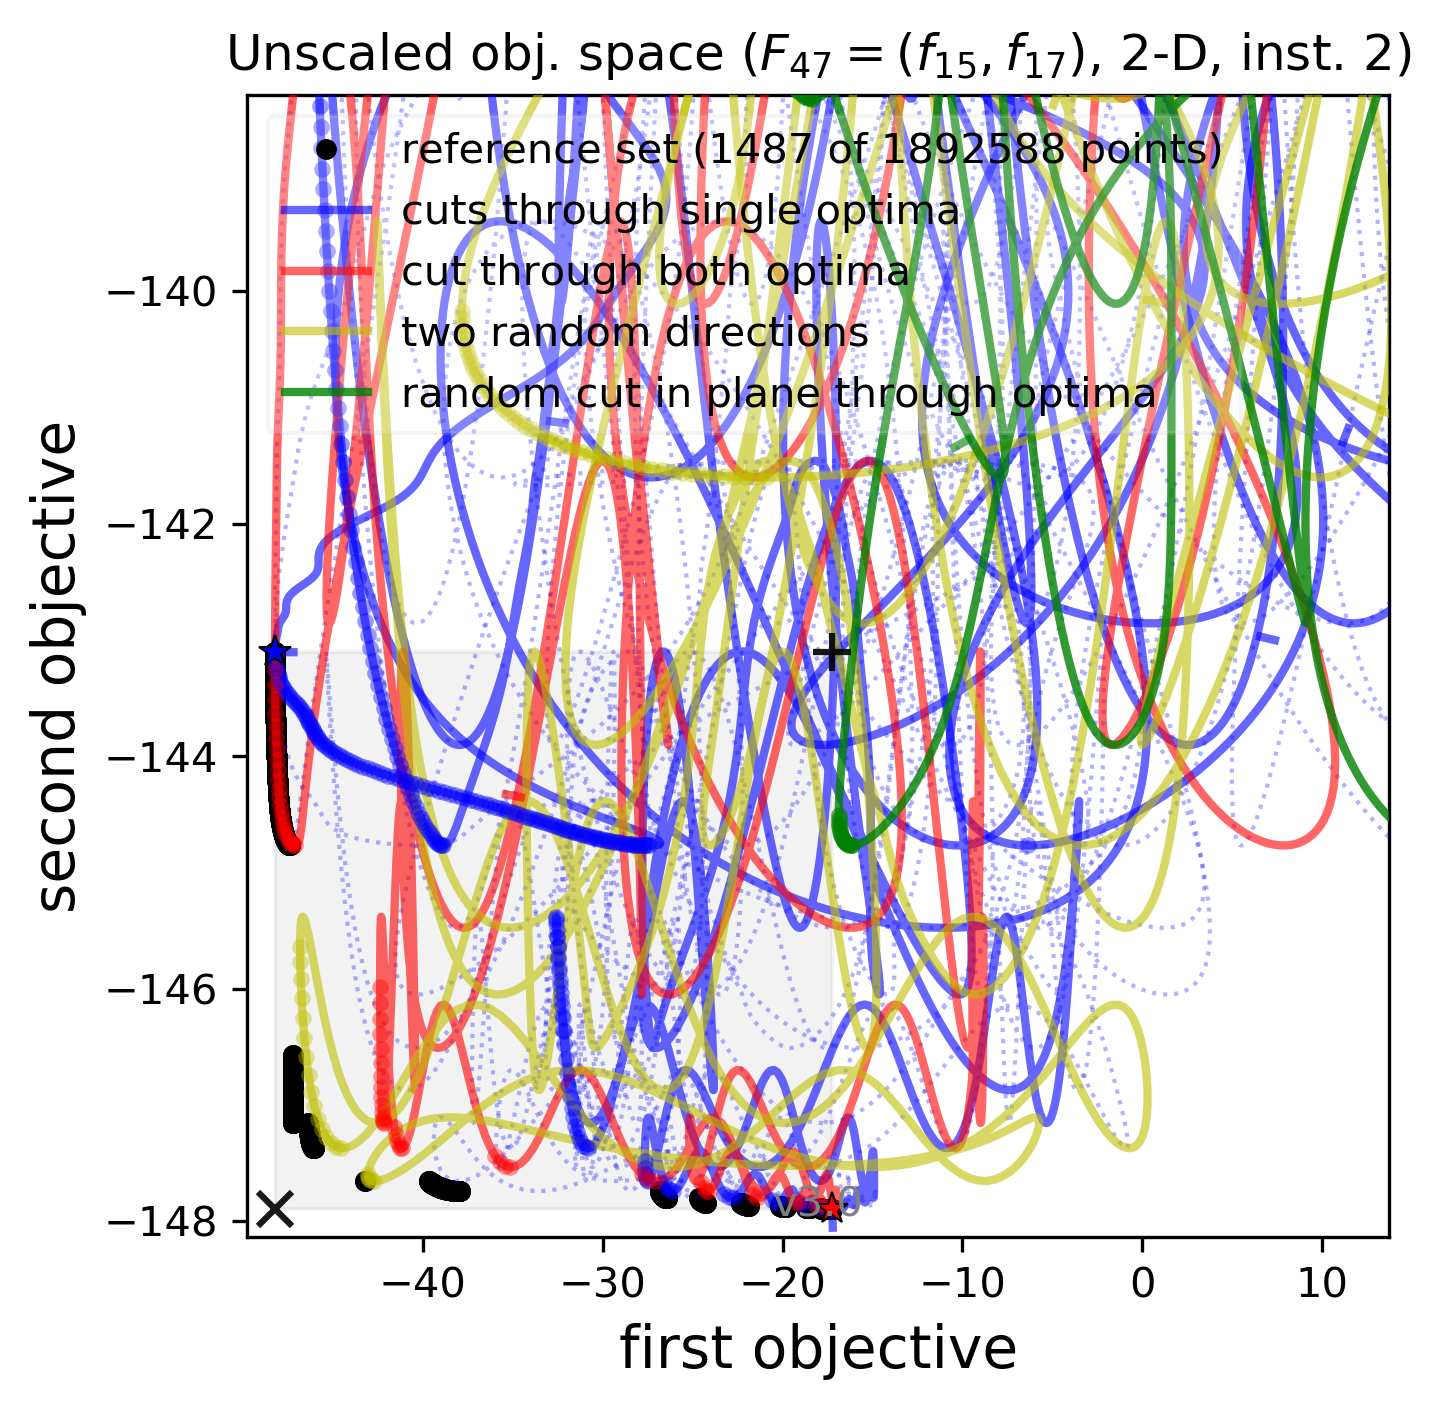 Unscaled obj. space (F₄₇ = (f₁₅, f₁₇), 2-D, inst. 2)
reference set (1487 of 1892588 points)
cuts through single optima
cut through both optima
two random directions
random cut in plane through optima
second objective
−140
−142
−144
−146
−148
v3.0
−40
−30
−20
−10
0
10
first objective